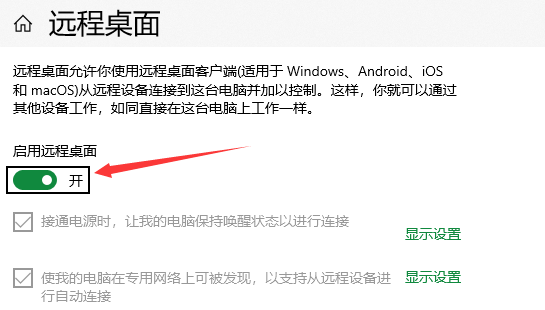 远程桌面
远程桌面允许你使用远程桌面客户端(适用于 Windows、Android、iOS
和 macOS)从远程设备连接到这台电脑并加以控制。这样，你就可以通过
其他设备工作，如同直接在这台电脑上工作一样。
启用远程桌面
开
接通电源时，让我的电脑保持唤醒状态以进行连接
显示设置
使我的电脑在专用网络上可被发现，以支持从远程设备进
行自动连接
显示设置